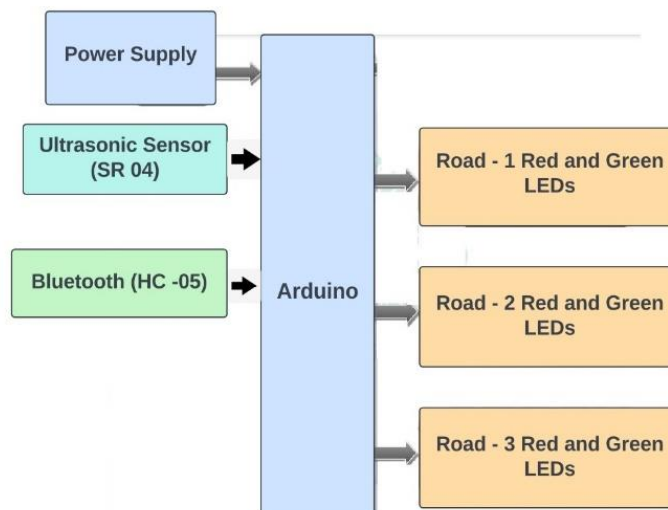 Power Supply
Ultrasonic Sensor
(SR 04)
Bluetooth (HC -05)
Arduino
Road - 1 Red and Green
LEDs
Road - 2 Red and Green
LEDs
Road - 3 Red and Green
LEDs